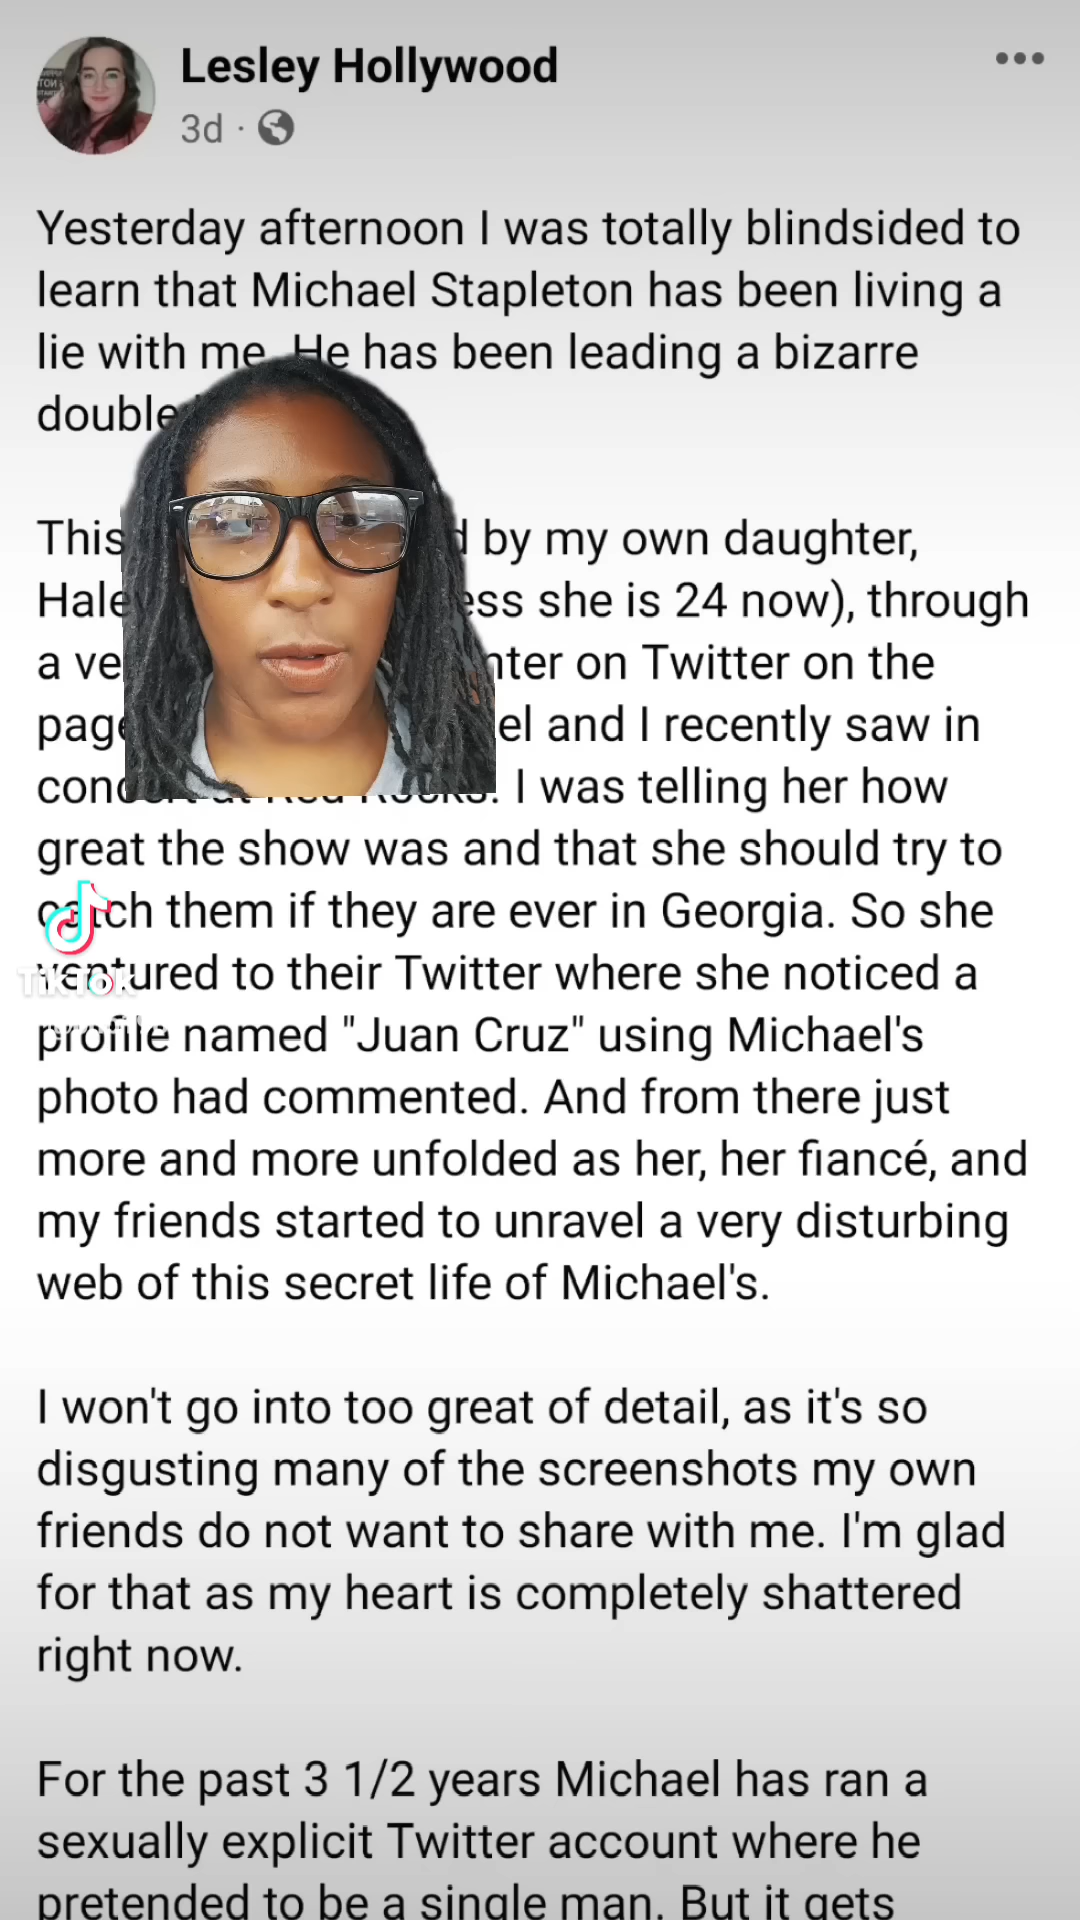 Lesley Hollywood
3d ·
Yesterday afternoon I was totally blindsided to
learn that Michael Stapleton has been living a
lie with me. He has been leading a bizarre
double
This by my own daughter,
she is 24 now), through
a on Twitter on the
and I recently saw in
concert at Red Rocks. I was telling her how
great the show was and that she should try to
catch them if they are ever in Georgia. So she
ventured to their Twitter where she noticed a
profile named "Juan Cruz" using Michael's
photo had commented. And from there just
more and more unfolded as her, her fiancé, and
my friends started to unravel a very disturbing
web of this secret life of Michael's.
I won't go into too great of detail, as it's so
disgusting many of the screenshots my own
friends do not want to share with me. I'm glad
for that as my heart is completely shattered
right now.
For the past 3 1/2 years Michael has ran a
sexually explicit Twitter account where he
pretended to be a single man. But it gets
TikTok